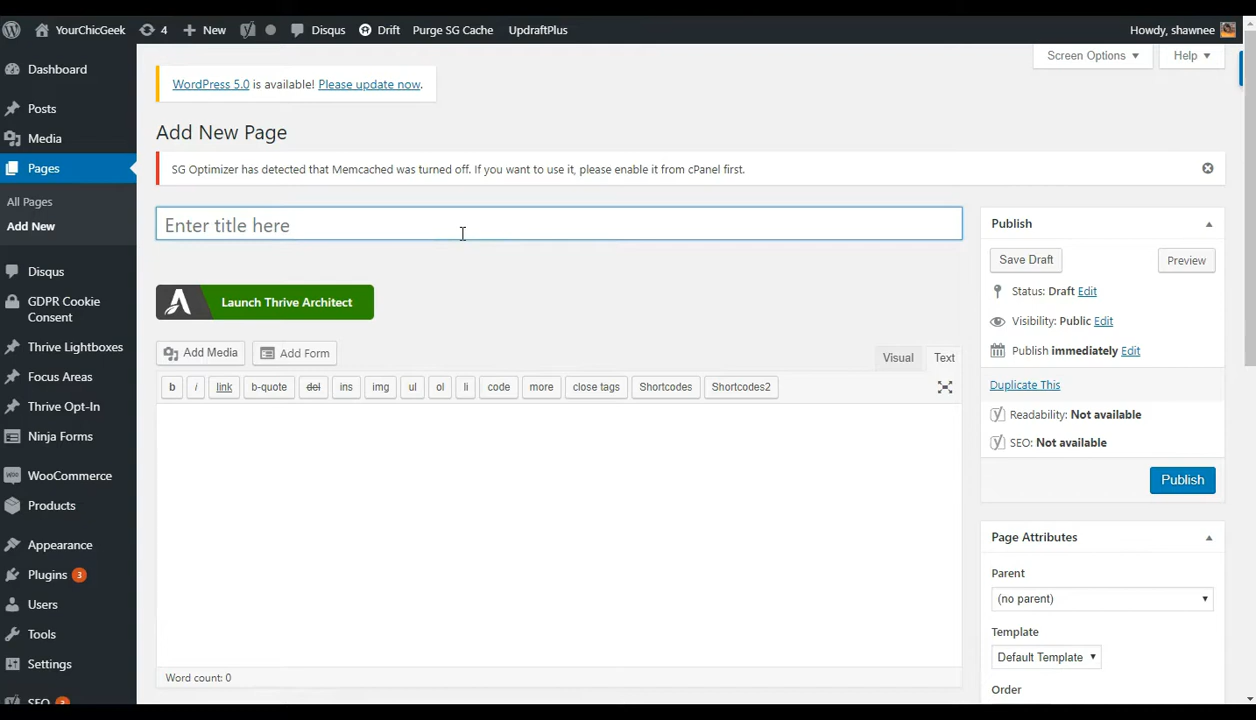 YourChicGeek 4 New Disqus Drift Purge SG Cache UpdraftPlus Howdy, shawnee
Screen Options Help
Dashboard
Posts
Media
Pages
All Pages
Add New
Disqus
GDPR Cookie
Consent
Thrive Lightboxes
Focus Areas
Thrive Opt-In
Ninja Forms
WooCommerce
Products
Appearance
Plugins 3
Users
Tools
Settings
SEO
WordPress 5.0 is available! Please update now.
Add New Page
SG Optimizer has detected that Memcached was turned off. If you want to use it, please enable it from cPanel first.
Enter title here
Launch Thrive Architect
Add Media Add Form
Visual Text
b i link b-quote del ins img ul ol li code more close tags Shortcodes Shortcodes2
Word count: 0
Publish
Save Draft Preview
Status: Draft Edit
Visibility: Public Edit
Publish immediately Edit
Duplicate This
Readability: Not available
SEO: Not available
Publish
Page Attributes
Parent
(no parent)
Template
Default Template
Order